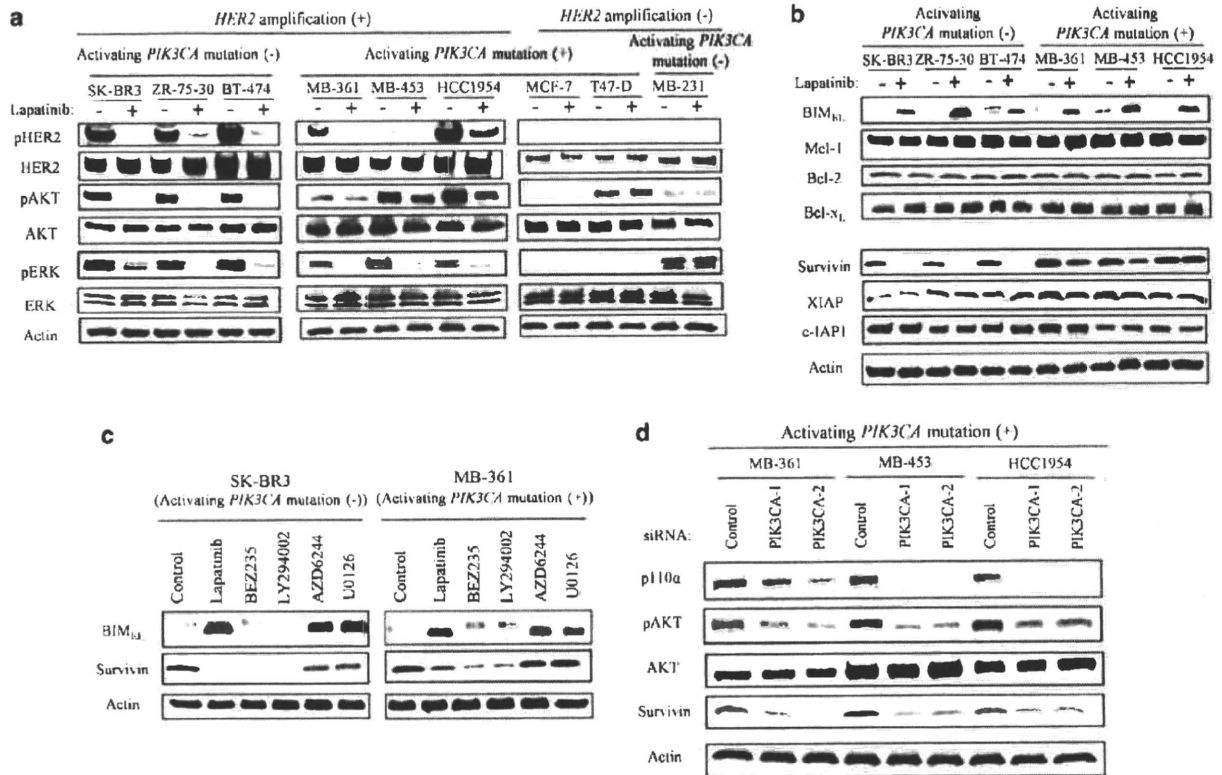 a
HER2 amplification (+)
HER2 amplification (-)
Activating PIK3CA mutation (-)
Activating PIK3CA mutation (+)
Activating PIK3CA
mutation (-)
SK-BR3 ZR-75-30 BT-474
MB-361 MB-453 HCC1954
MCF-7 T47-D MB-231
Lapatinib: - + - + - + - + - + - + - + - + - +
pHER2
HER2
pAKT
AKT
pERK
ERK
Actin
b
Activating
PIK3CA mutation (-)
Activating
PIK3CA mutation (+)
SK-BR3 ZR-75-30 BT-474 MB-361 MB-453 HCC1954
Lapatinib: - + - + - + - + - + - +
BIM_EL
Mcl-1
Bcl-2
Bcl-x_L
Survivin
XIAP
c-IAP1
Actin
c
SK-BR3
(Activating PIK3CA mutation (-))
MB-361
(Activating PIK3CA mutation (+))
Control Lapatinib BEZ235 LY294002 AZD6244 U0126
Control Lapatinib BEZ235 LY294002 AZD6244 U0126
BIM_EL
Survivin
Actin
d
Activating PIK3CA mutation (+)
MB-361 MB-453 HCC1954
siRNA: Control PIK3CA-1 PIK3CA-2 Control PIK3CA-1 PIK3CA-2 Control PIK3CA-1 PIK3CA-2
p110α
pAKT
AKT
Survivin
Actin